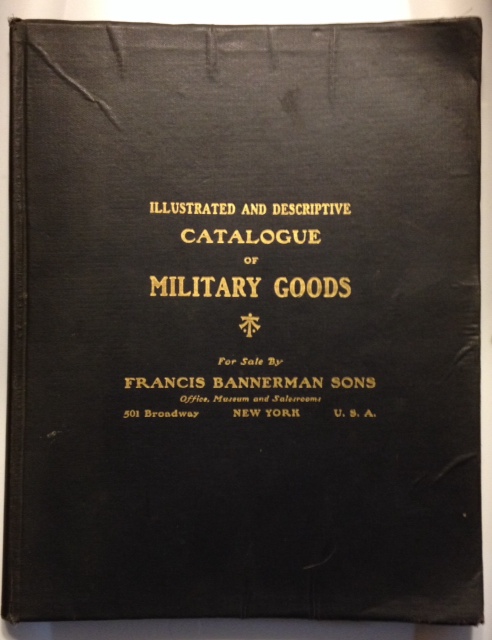 ILLUSTRATED AND DESCRIPTIVE
CATALOGUE
OF
MILITARY GOODS
For Sale By
FRANCIS BANNERMAN SONS
Office, Museum and Salesrooms
501 Broadway NEW YORK U. S. A.